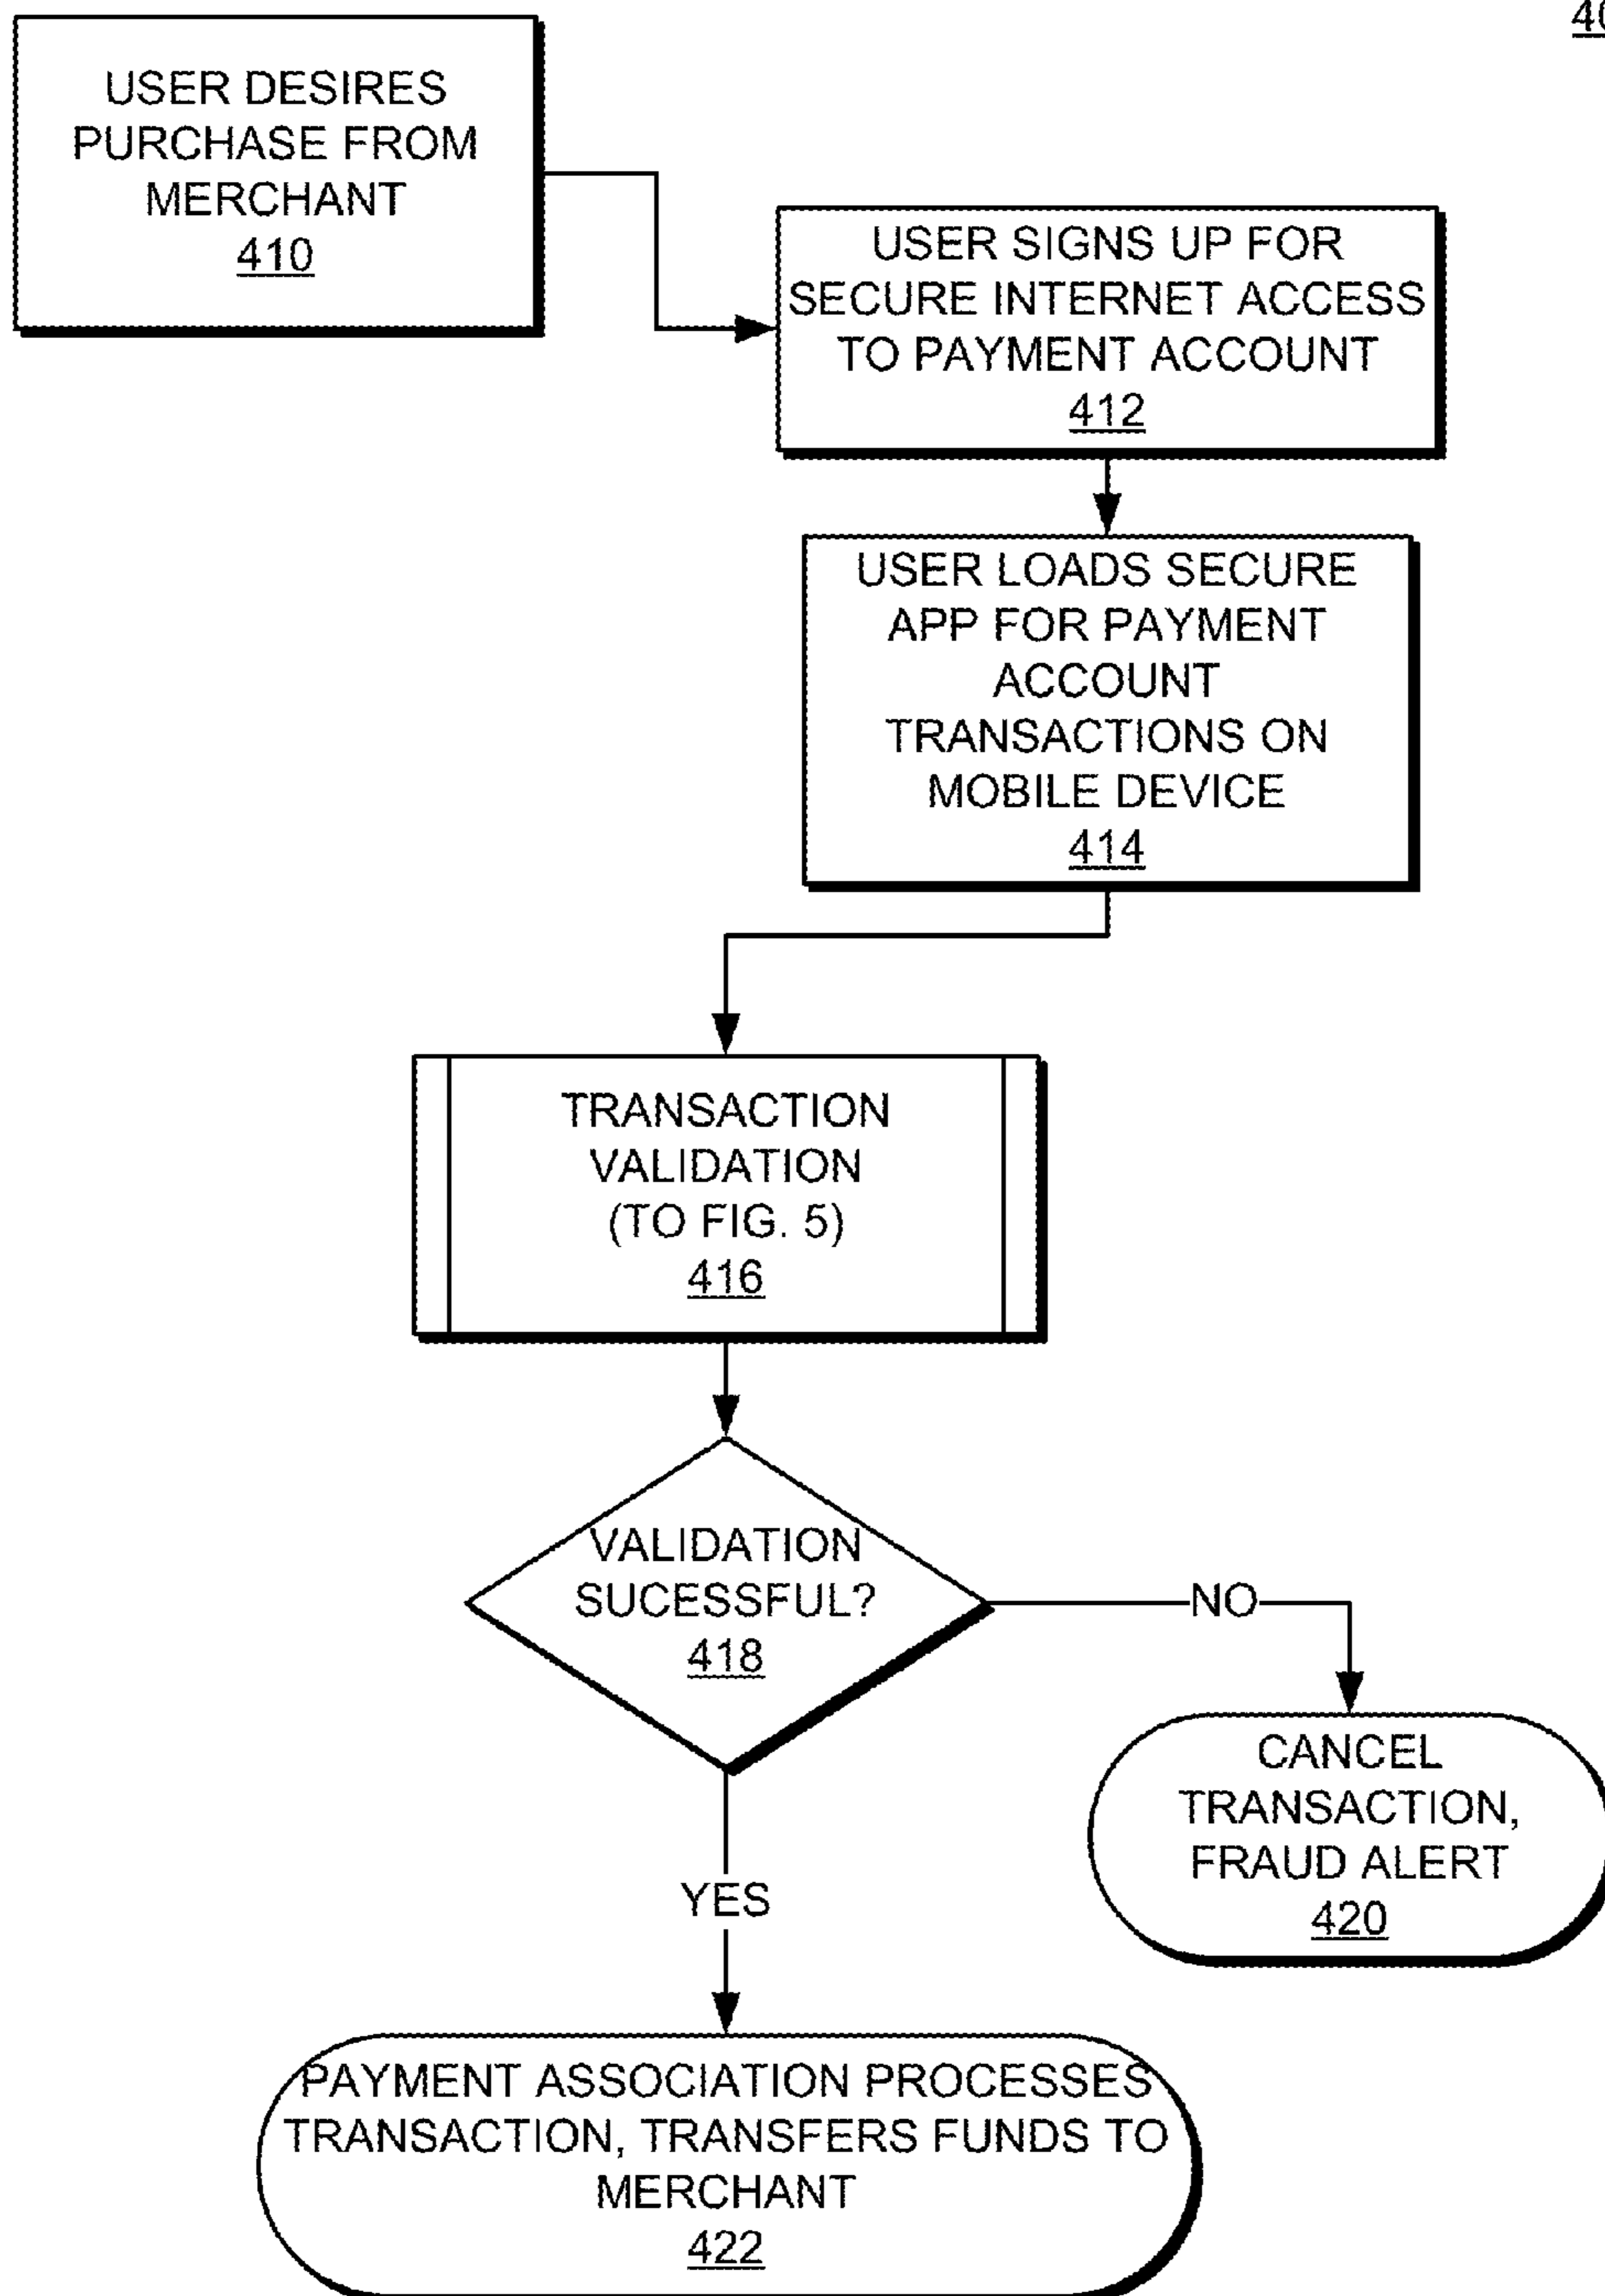 USER DESIRES
PURCHASE FROM
MERCHANT
410
USER SIGNS UP FOR
SECURE INTERNET ACCESS
TO PAYMENT ACCOUNT
412
USER LOADS SECURE
APP FOR PAYMENT
ACCOUNT
TRANSACTIONS ON
MOBILE DEVICE
414
TRANSACTION
VALIDATION
(TO FIG. 5)
416
VALIDATION
SUCESSFUL?
418
NO
CANCEL
TRANSACTION,
FRAUD ALERT
420
YES
PAYMENT ASSOCIATION PROCESSES
TRANSACTION, TRANSFERS FUNDS TO
MERCHANT
422